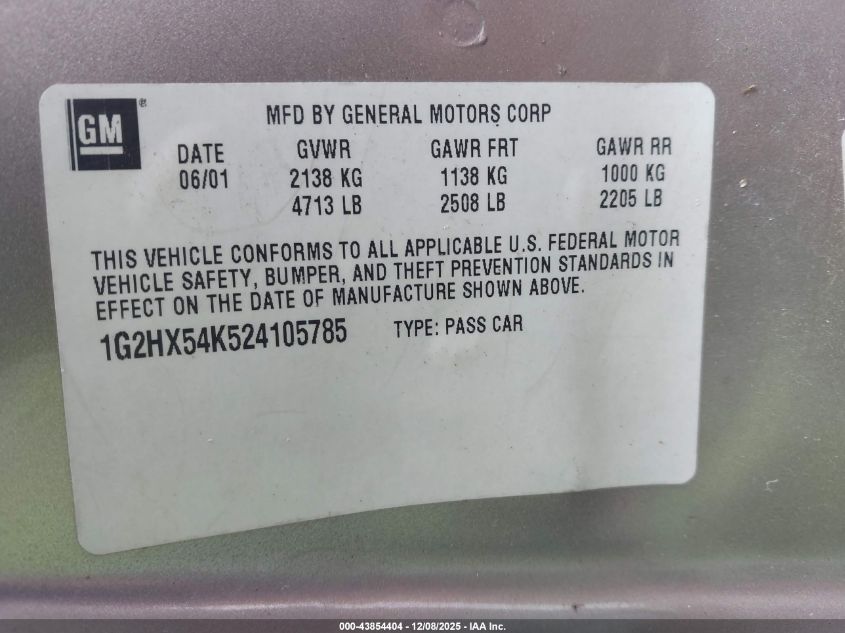 GM®
MFD BY GENERAL MOTORS CORP
DATE GVWR GAWR FRT GAWR RR
06/01 2138 KG 1138 KG 1000 KG
4713 LB 2508 LB 2205 LB
THIS VEHICLE CONFORMS TO ALL APPLICABLE U.S. FEDERAL MOTOR
VEHICLE SAFETY, BUMPER, AND THEFT PREVENTION STANDARDS IN
EFFECT ON THE DATE OF MANUFACTURE SHOWN ABOVE.
1G2HX54K524105785 TYPE: PASS CAR
000-43854404 - 12/08/2025 - IAA Inc.